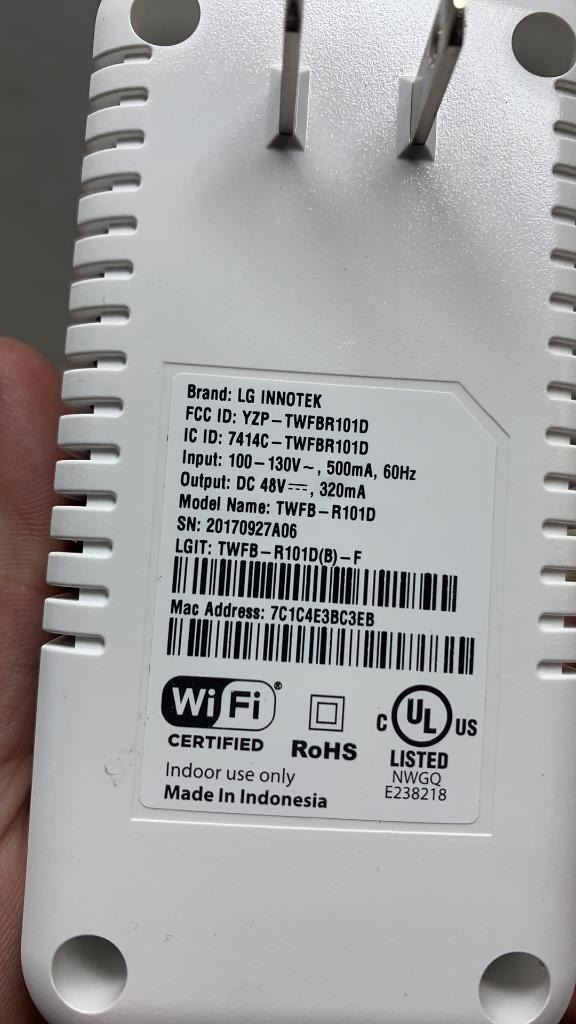 Brand: LG INNOTEK
FCC ID: YZP-TWFBR101D
IC ID: 7414C-TWFBR101D
Input: 100-130V~, 500mA, 60Hz
Output: DC 48V⎓, 320mA
Model Name: TWFB-R101D
SN: 20170927A06
LGIT: TWFB-R101D(B)-F
Mac Address: 7C1C4E3BC3EB
Wi Fi®
CERTIFIED
RoHS
C UL US
LISTED
NWGQ
E238218
Indoor use only
Made In Indonesia